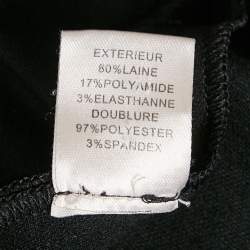 EXTERIEUR
80%LAINE
17%POLYAMIDE
3%ELASTHANNE
DOUBLURE
97%POLYESTER
3%SPANDEX